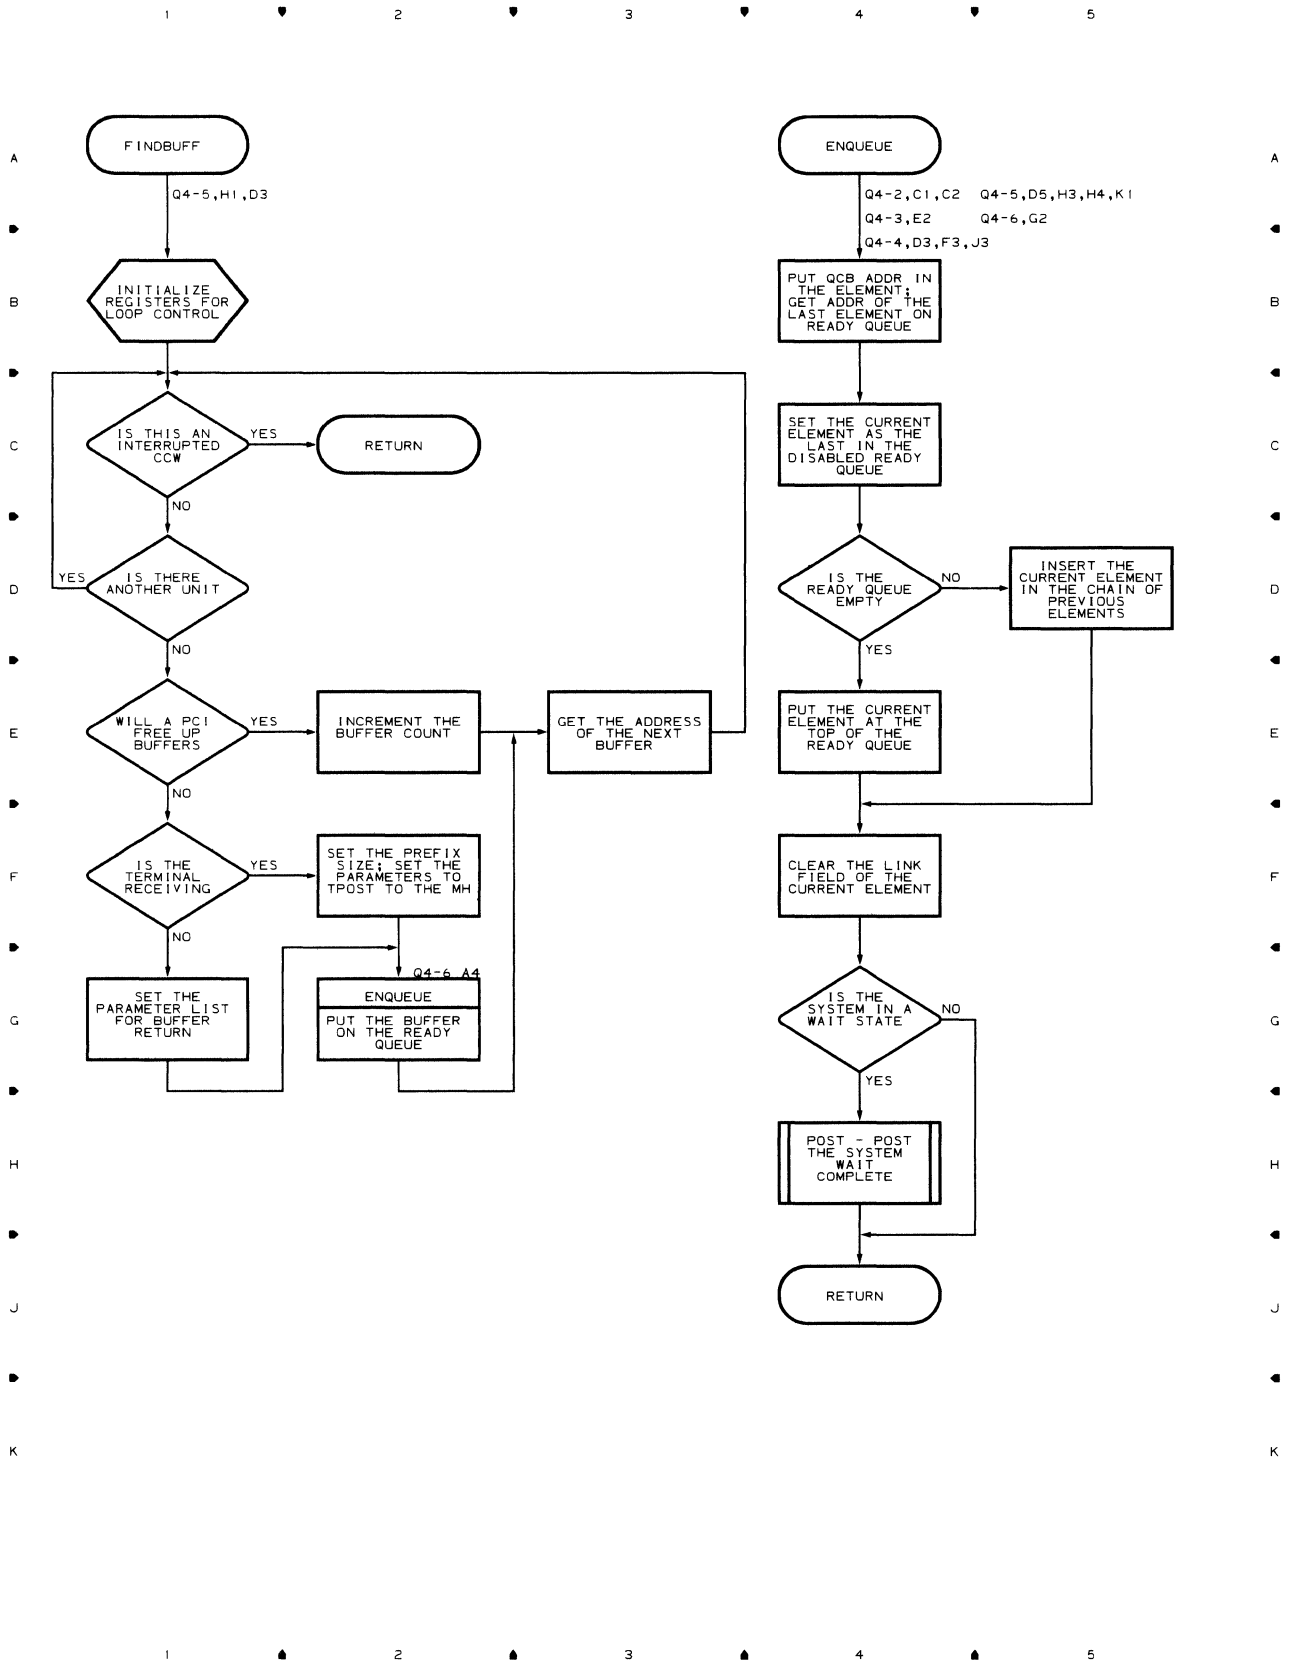 1 2 3 4 5
A A
FINDBUFF
Q4-5,H1,D3
B B
INITIALIZE
REGISTERS FOR
LOOP CONTROL
C C
IS THIS AN
INTERRUPTED
CCW
YES
RETURN
NO
D D
IS THERE
ANOTHER UNIT
YES
NO
E E
WILL A PCI
FREE UP
BUFFERS
YES
INCREMENT THE
BUFFER COUNT
GET THE ADDRESS
OF THE NEXT
BUFFER
NO
F F
IS THE
TERMINAL
RECEIVING
YES
SET THE PREFIX
SIZE; SET THE
PARAMETERS TO
TPOST TO THE MH
NO
G G
SET THE
PARAMETER LIST
FOR BUFFER
RETURN
Q4-6 A4
ENQUEUE
PUT THE BUFFER
ON THE READY
QUEUE
ENQUEUE
Q4-2,C1,C2 Q4-5,D5,H3,H4,K1
Q4-3,E2 Q4-6,G2
Q4-4,D3,F3,J3
PUT QCB ADDR IN
THE ELEMENT;
GET ADDR OF THE
LAST ELEMENT ON
READY QUEUE
SET THE CURRENT
ELEMENT AS THE
LAST IN THE
DISABLED READY
QUEUE
IS THE
READY QUEUE
EMPTY
NO
INSERT THE
CURRENT ELEMENT
IN THE CHAIN OF
PREVIOUS
ELEMENTS
YES
PUT THE CURRENT
ELEMENT AT THE
TOP OF THE
READY QUEUE
CLEAR THE LINK
FIELD OF THE
CURRENT ELEMENT
IS THE
SYSTEM IN A
WAIT STATE
NO
YES
H H
POST - POST
THE SYSTEM
WAIT
COMPLETE
J J
RETURN
K K
1 2 3 4 5